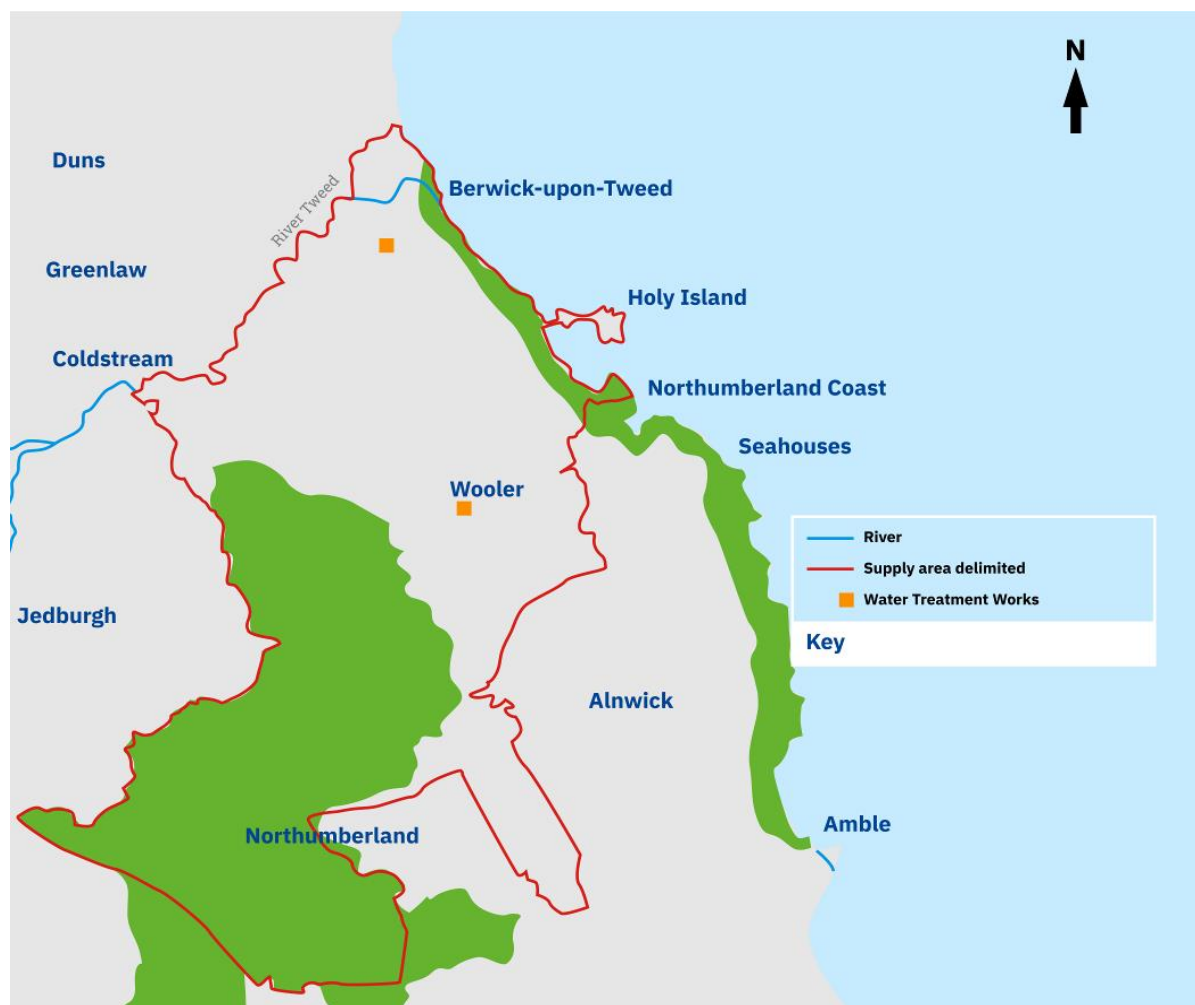 N
Duns
Berwick-upon-Tweed
River Tweed
Greenlaw
Holy Island
Coldstream
Northumberland Coast
Seahouses
Wooler
River
Supply area delimited
Water Treatment Works
Key
Jedburgh
Alnwick
Amble
Northumberland